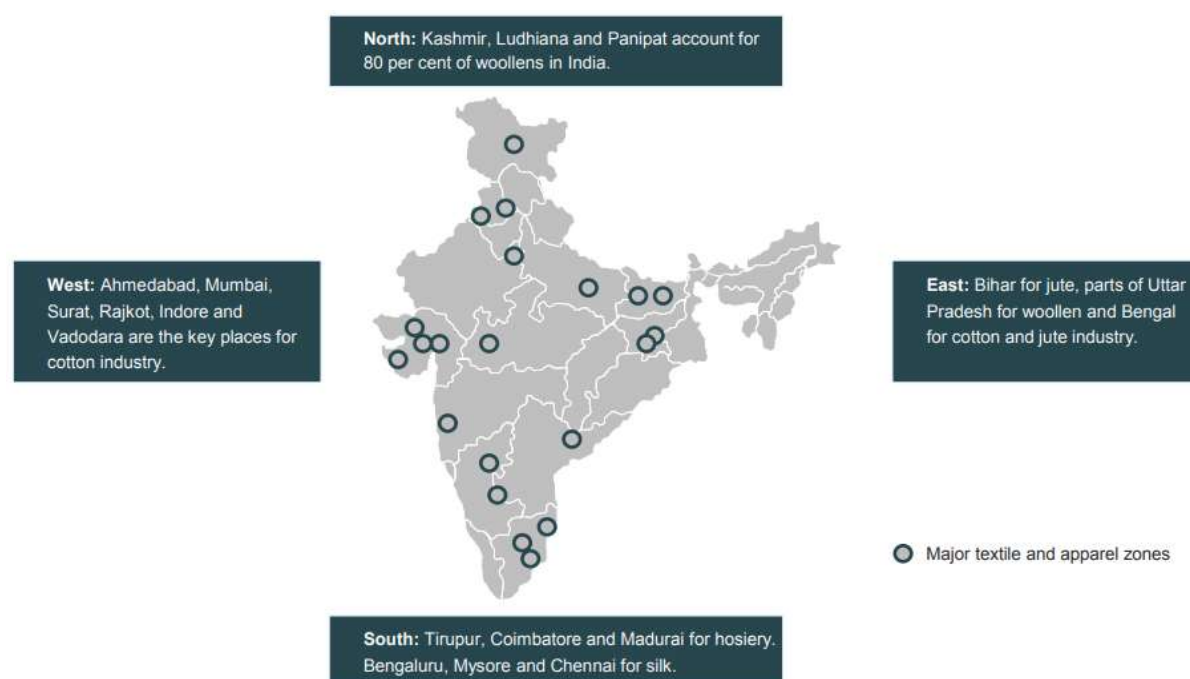 North: Kashmir, Ludhiana and Panipat account for
80 per cent of woollens in India.
West: Ahmedabad, Mumbai,
Surat, Rajkot, Indore and
Vadodara are the key places for
cotton industry.
East: Bihar for jute, parts of Uttar
Pradesh for woollen and Bengal
for cotton and jute industry.
Major textile and apparel zones
South: Tirupur, Coimbatore and Madurai for hosiery.
Bengaluru, Mysore and Chennai for silk.